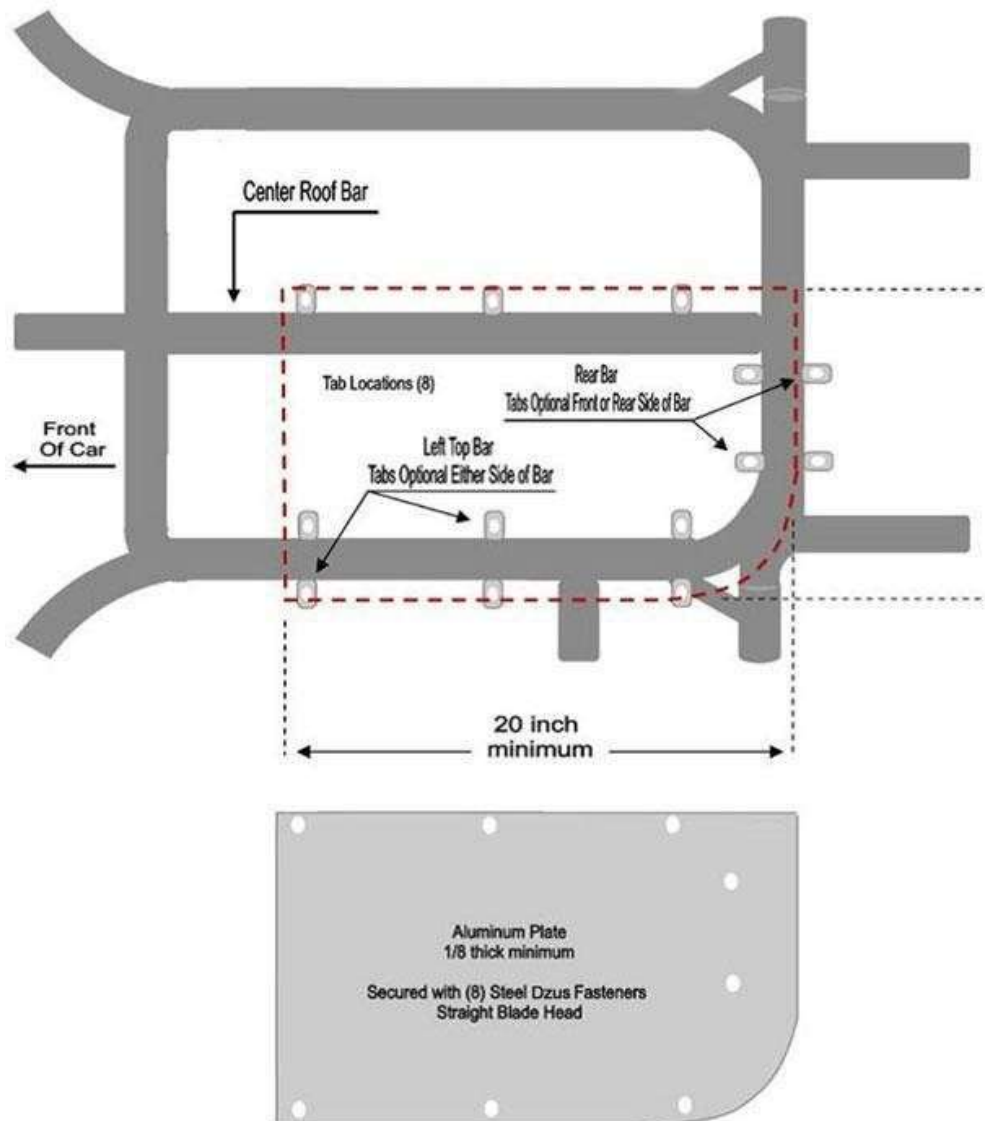 Center Roof Bar
Tab Locations (8)
Rear Bar
Tabs Optional Front or Rear Side of Bar
Front
Of Car
Left Top Bar
Tabs Optional Either Side of Bar
20 inch
minimum
Aluminum Plate
1/8 thick minimum
Secured with (8) Steel Dzus Fasteners
Straight Blade Head